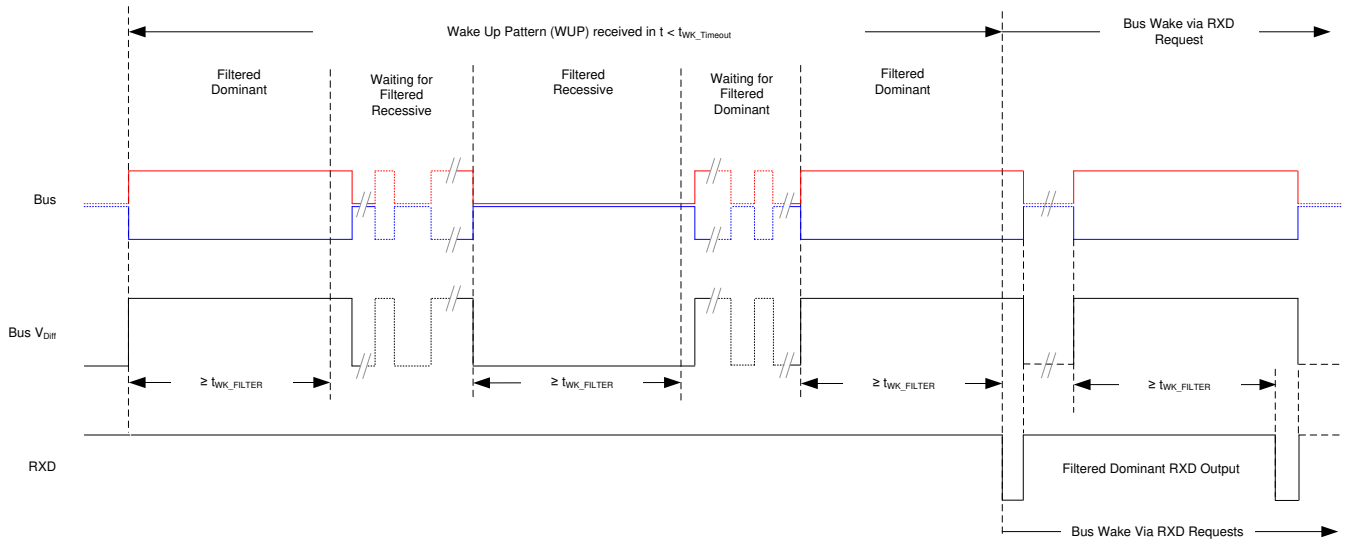 Wake Up Pattern (WUP) received in t < tWK_Timeout
Bus Wake via RXD
Request
Filtered
Dominant
Waiting for
Filtered
Recessive
Filtered
Recessive
Waiting for
Filtered
Dominant
Filtered
Dominant
Bus
Bus VDiff
≥ tWK_FILTER
≥ tWK_FILTER
≥ tWK_FILTER
≥ tWK_FILTER
RXD
Filtered Dominant RXD Output
Bus Wake Via RXD Requests